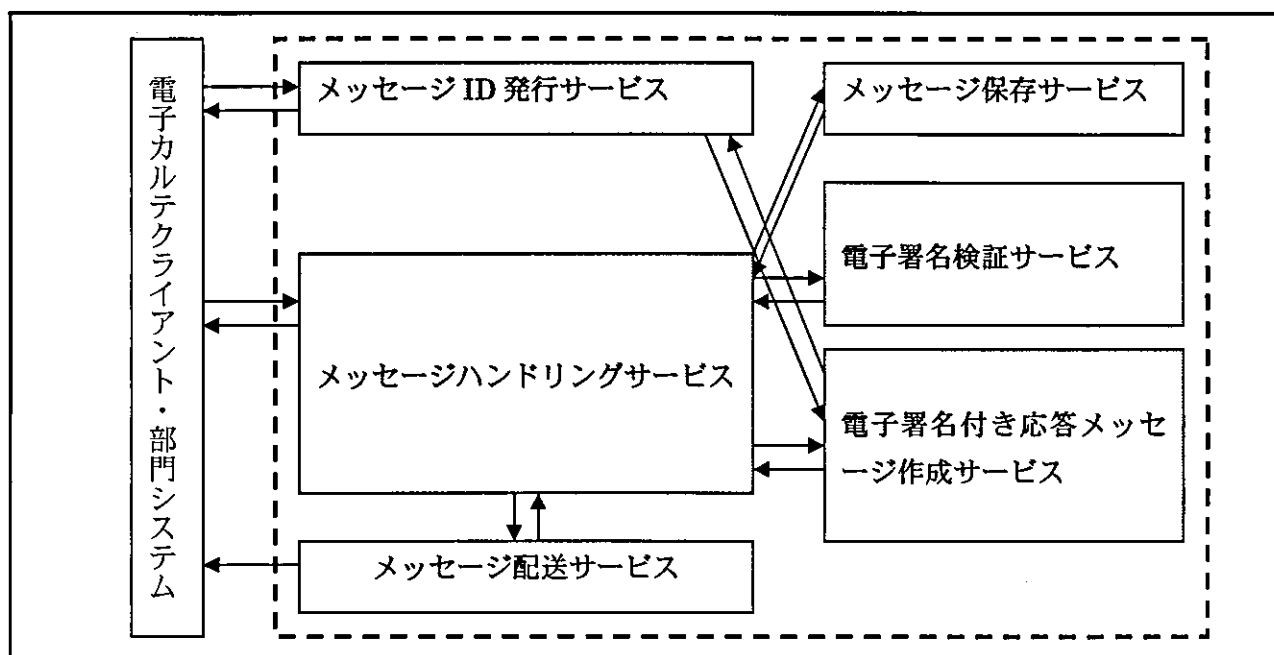 電子カルテクライアント・部門システム
メッセージ ID 発行サービス
メッセージ保存サービス
電子署名検証サービス
メッセージハンドリングサービス
電子署名付き応答メッセ
ージ作成サービス
メッセージ配送サービス